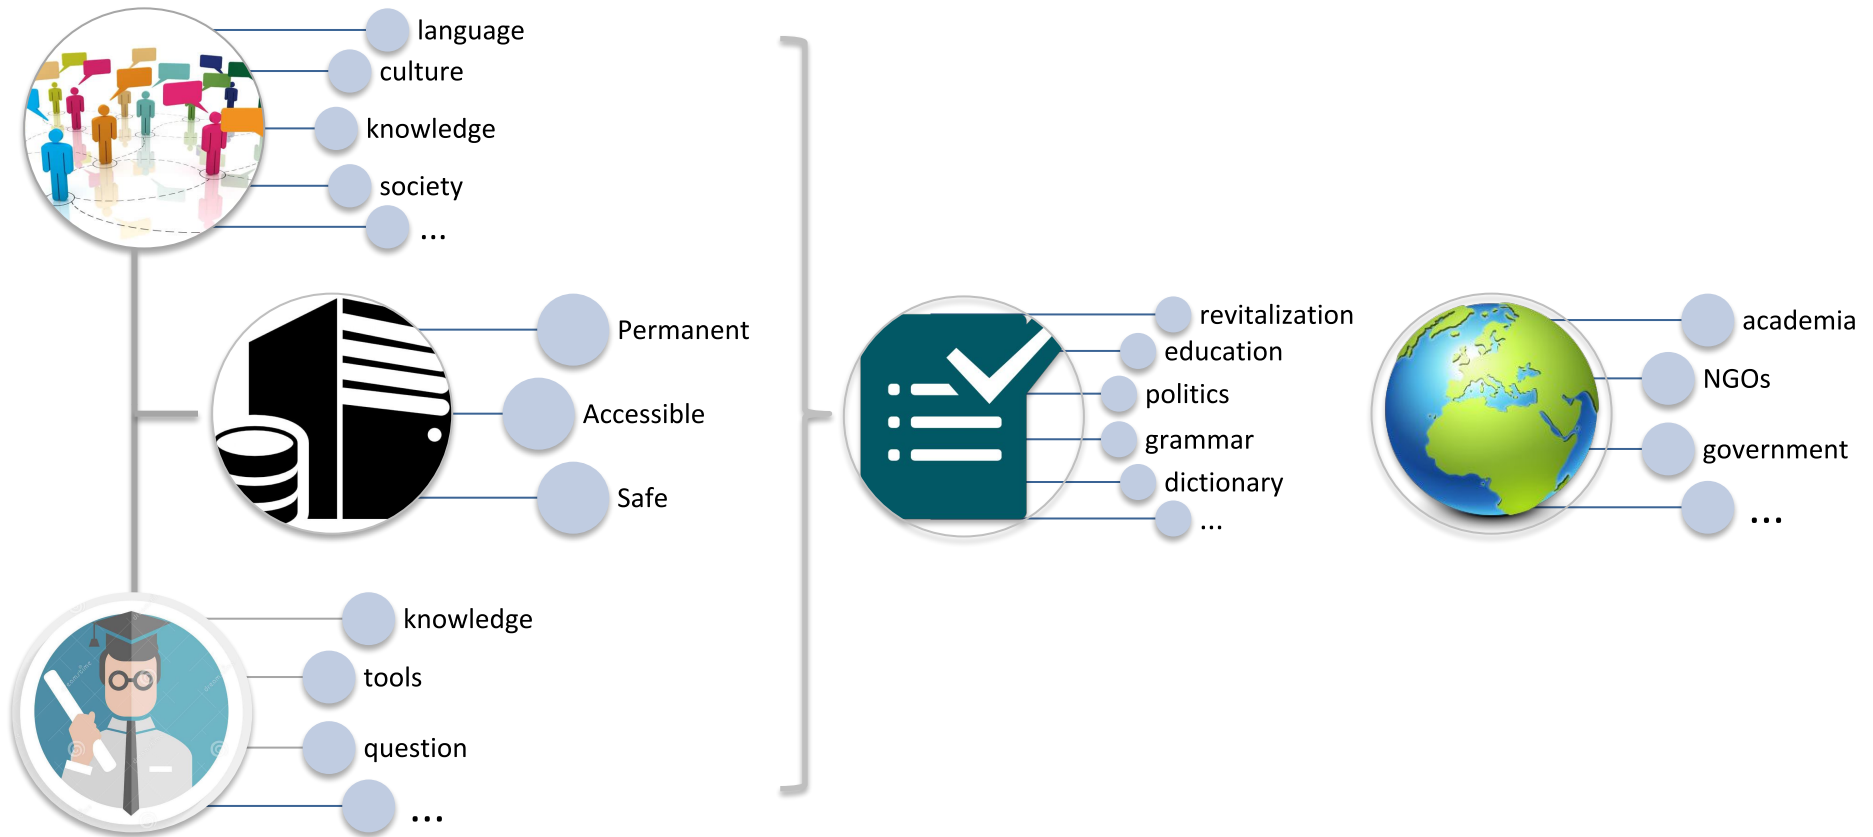 language
culture
knowledge
society
...
Permanent
Accessible
Safe
knowledge
tools
question
...
revitalization
education
politics
grammar
dictionary
...
academia
NGOs
government
...